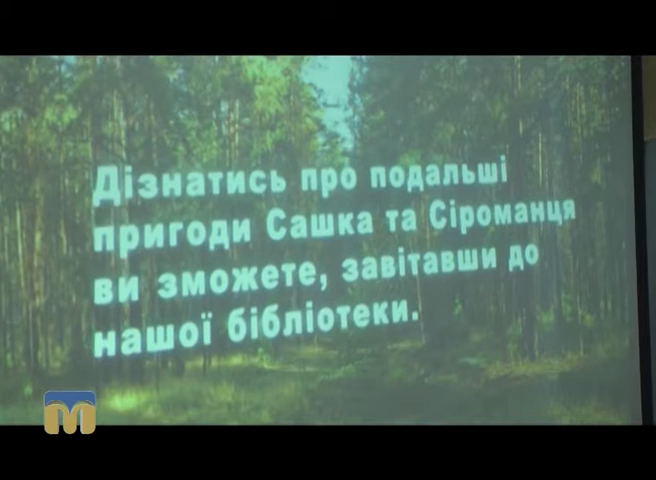 Дізнатись про подальші
пригоди Сашка та Сіроманця
ви зможете, завітавши до
нашої бібліотеки.